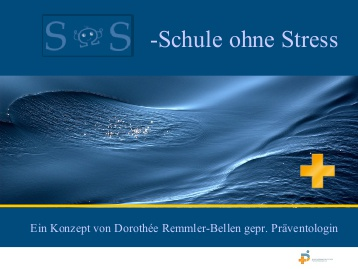 S S -Schule ohne Stress
Ein Konzept von Dorothée Remmler-Bellen gepr. Präventologin